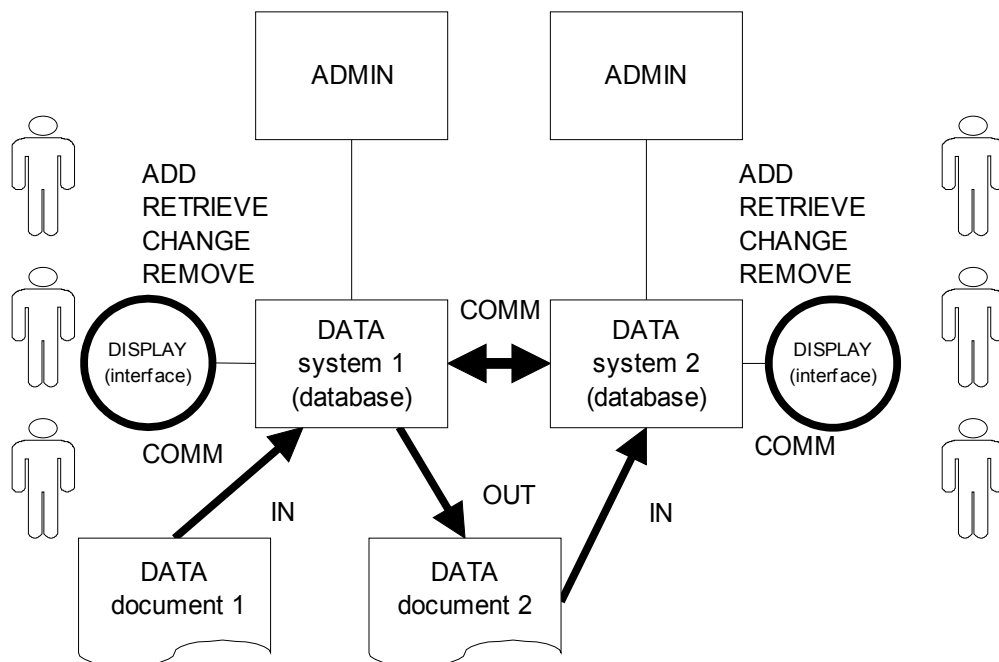 ADMIN
ADMIN
ADD
RETRIEVE
CHANGE
REMOVE
ADD
RETRIEVE
CHANGE
REMOVE
DISPLAY
(interface)
DATA
system 1
(database)
COMM
DATA
system 2
(database)
DISPLAY
(interface)
COMM
COMM
IN
OUT
IN
DATA
document 1
DATA
document 2